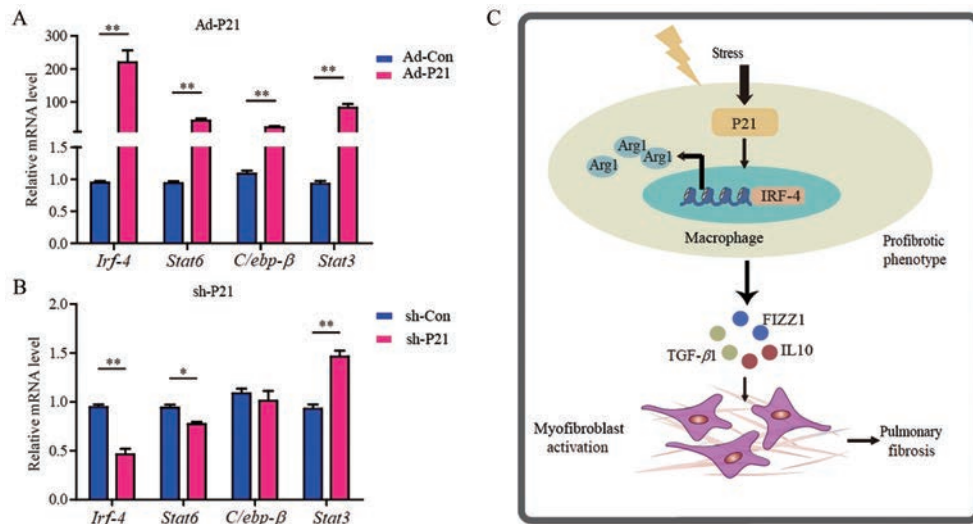 A
Ad-P21
Relative mRNA level
300
200
100
1.5
1.0
0.5
0.0
**
**
**
**
Ad-Con
Ad-P21
Irf-4
Stat6
C/ebp-β
Stat3
B
sh-P21
Relative mRNA level
2.0
1.5
1.0
0.5
0.0
**
*
**
sh-Con
sh-P21
Irf-4
Stat6
C/ebp-β
Stat3
C
Stress
P21
Arg1
Arg1
Arg1
IRF-4
Macrophage
Profibrotic
phenotype
FIZZ1
TGF-β1
IL10
Myofibroblast
activation
Pulmonary
fibrosis